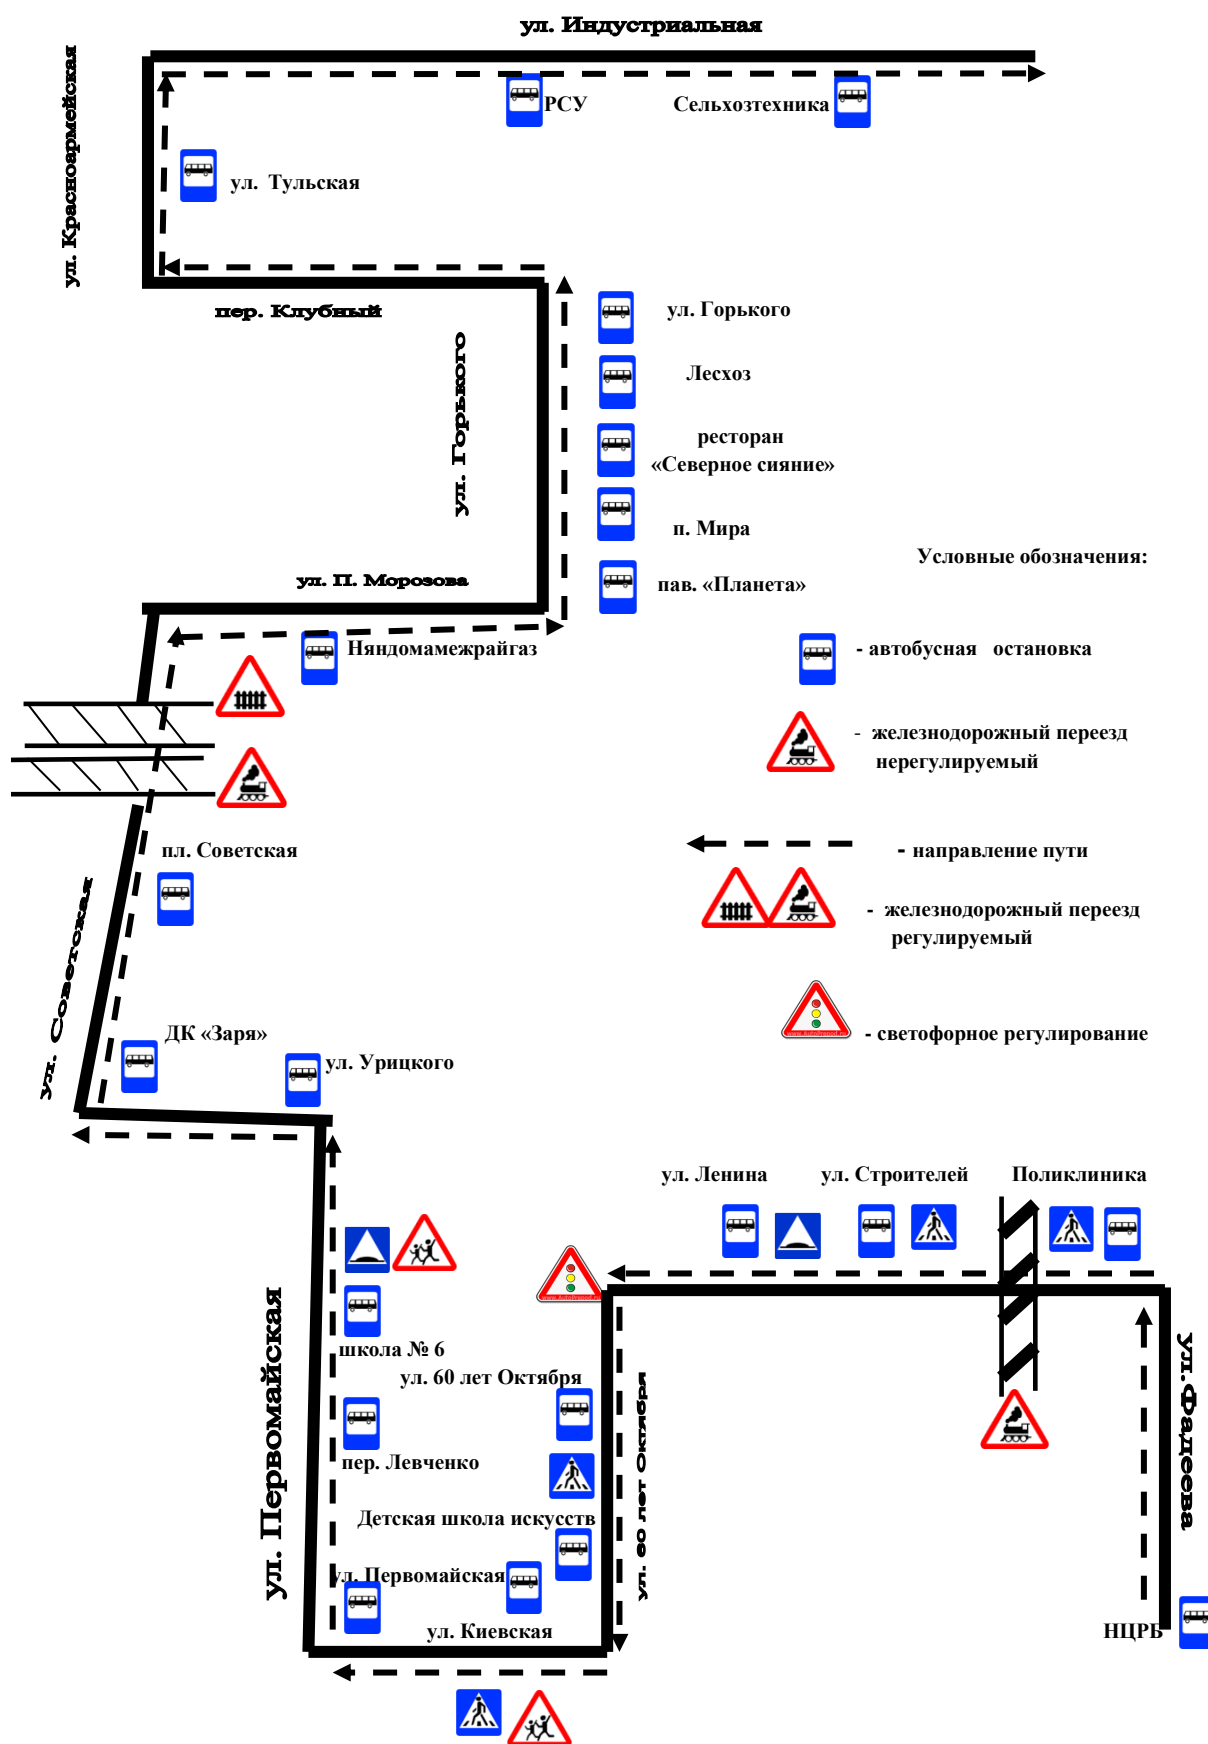 ул. Индустриальная
ул. Красноармейская
РСУ
Сельхозтехника
ул. Тульская
пер. Клубный
ул. Горького
ул. Горького
Лесхоз
ресторан
«Северное сияние»
п. Мира
пав. «Планета»
Условные обозначения:
ул. П. Морозова
Няндомамежрайгаз
- автобусная остановка
- железнодорожный переезд
нерегулируемый
- направление пути
- железнодорожный переезд
регулируемый
- светофорное регулирование
пл. Советская
ул. Советская
ДК «Заря»
ул. Урицкого
ул. Ленина
ул. Строителей
Поликлиника
ул. Первомайская
школа № 6
ул. 60 лет Октября
пер. Левченко
Детская школа искусств
ул. Первомайская
ул. Киевская
ул. 60 лет Октября
ул. Фадеева
НЦРБ